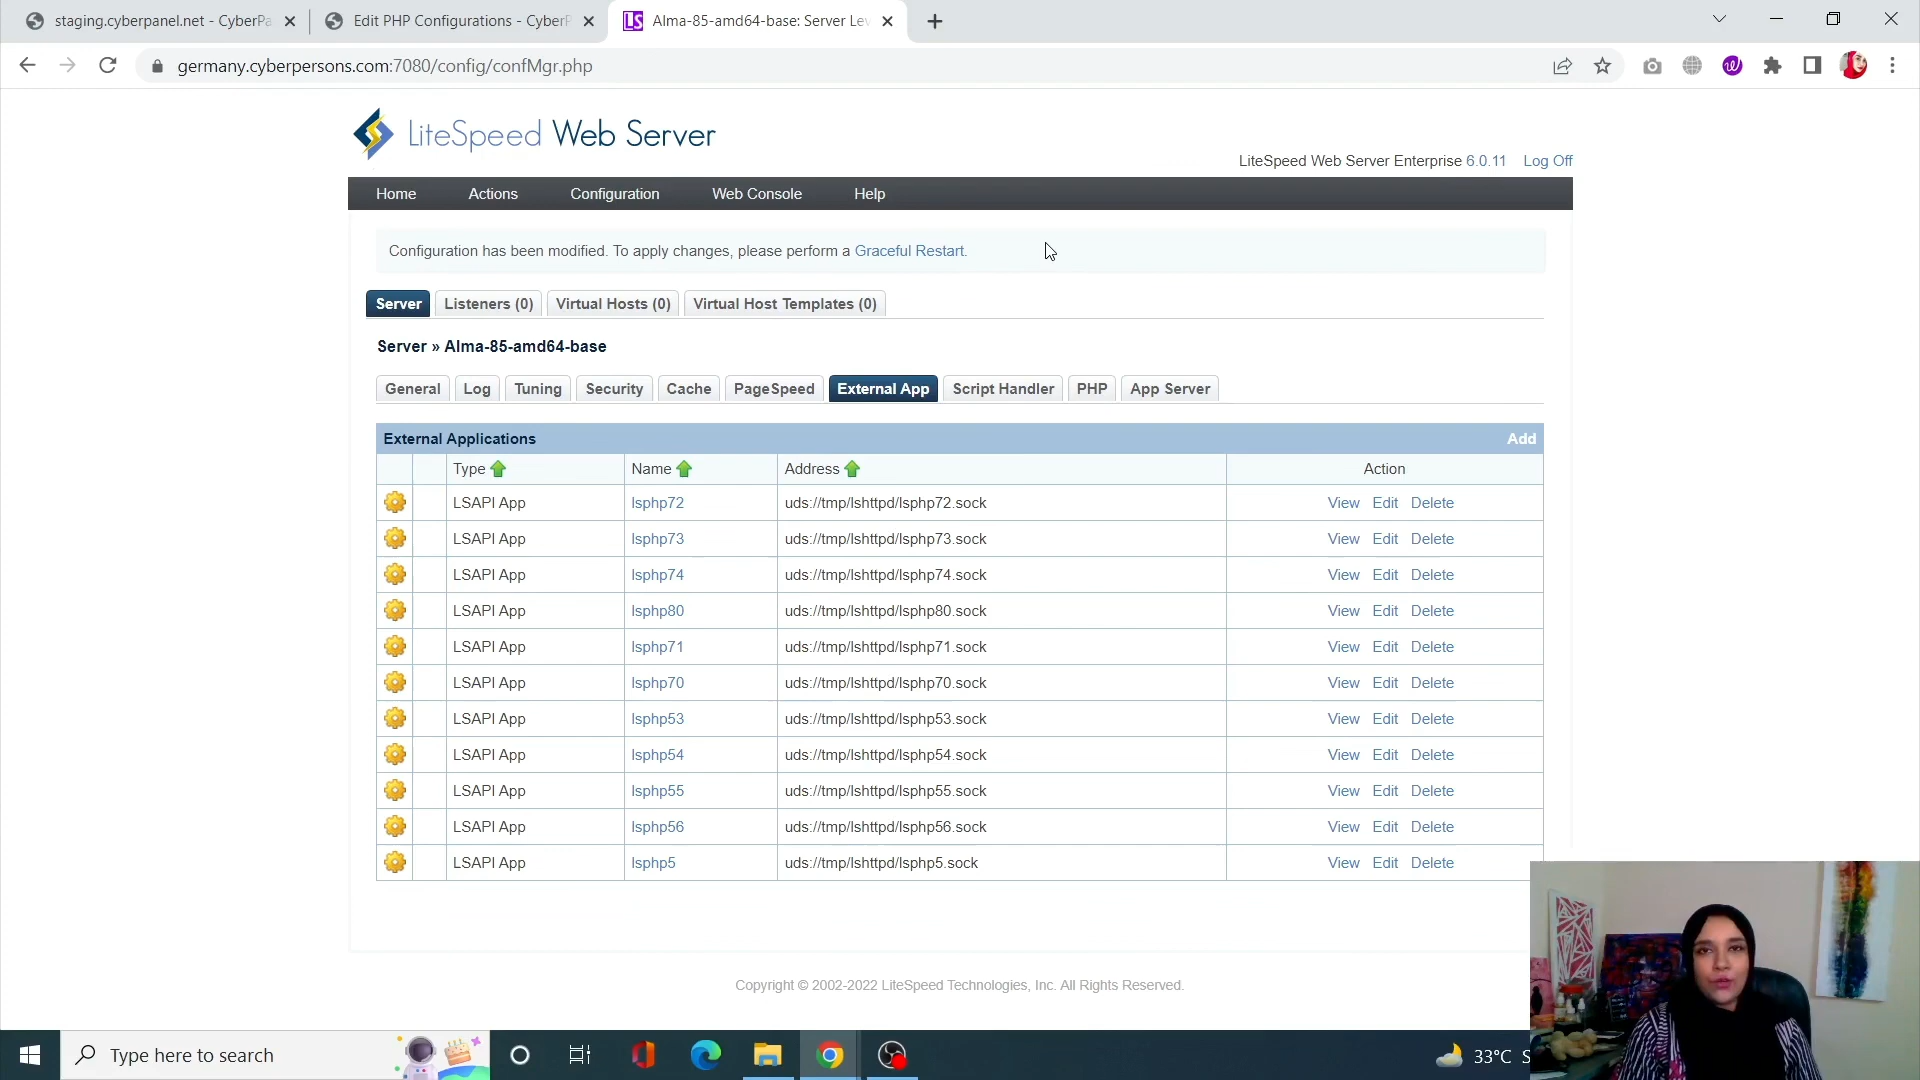 staging.cyberpanel.net - CyberPa
Edit PHP Configurations - CyberP
LS
Alma-85-amd64-base: Server Lev
germany.cyberpersons.com:7080/config/confMgr.php
LiteSpeed Web Server
LiteSpeed Web Server Enterprise 6.0.11 Log Off
Home Actions Configuration Web Console Help
Configuration has been modified. To apply changes, please perform a Graceful Restart.
Server Listeners (0) Virtual Hosts (0) Virtual Host Templates (0)
Server » Alma-85-amd64-base
General Log Tuning Security Cache PageSpeed External App Script Handler PHP App Server
External Applications Add
Type Name Address Action
LSAPI App lsphp72 uds://tmp/lshttpd/lsphp72.sock View Edit Delete
LSAPI App lsphp73 uds://tmp/lshttpd/lsphp73.sock View Edit Delete
LSAPI App lsphp74 uds://tmp/lshttpd/lsphp74.sock View Edit Delete
LSAPI App lsphp80 uds://tmp/lshttpd/lsphp80.sock View Edit Delete
LSAPI App lsphp71 uds://tmp/lshttpd/lsphp71.sock View Edit Delete
LSAPI App lsphp70 uds://tmp/lshttpd/lsphp70.sock View Edit Delete
LSAPI App lsphp53 uds://tmp/lshttpd/lsphp53.sock View Edit Delete
LSAPI App lsphp54 uds://tmp/lshttpd/lsphp54.sock View Edit Delete
LSAPI App lsphp55 uds://tmp/lshttpd/lsphp55.sock View Edit Delete
LSAPI App lsphp56 uds://tmp/lshttpd/lsphp56.sock View Edit Delete
LSAPI App lsphp5 uds://tmp/lshttpd/lsphp5.sock View Edit Delete
Copyright © 2002-2022 LiteSpeed Technologies, Inc. All Rights Reserved.
Type here to search
33°C S